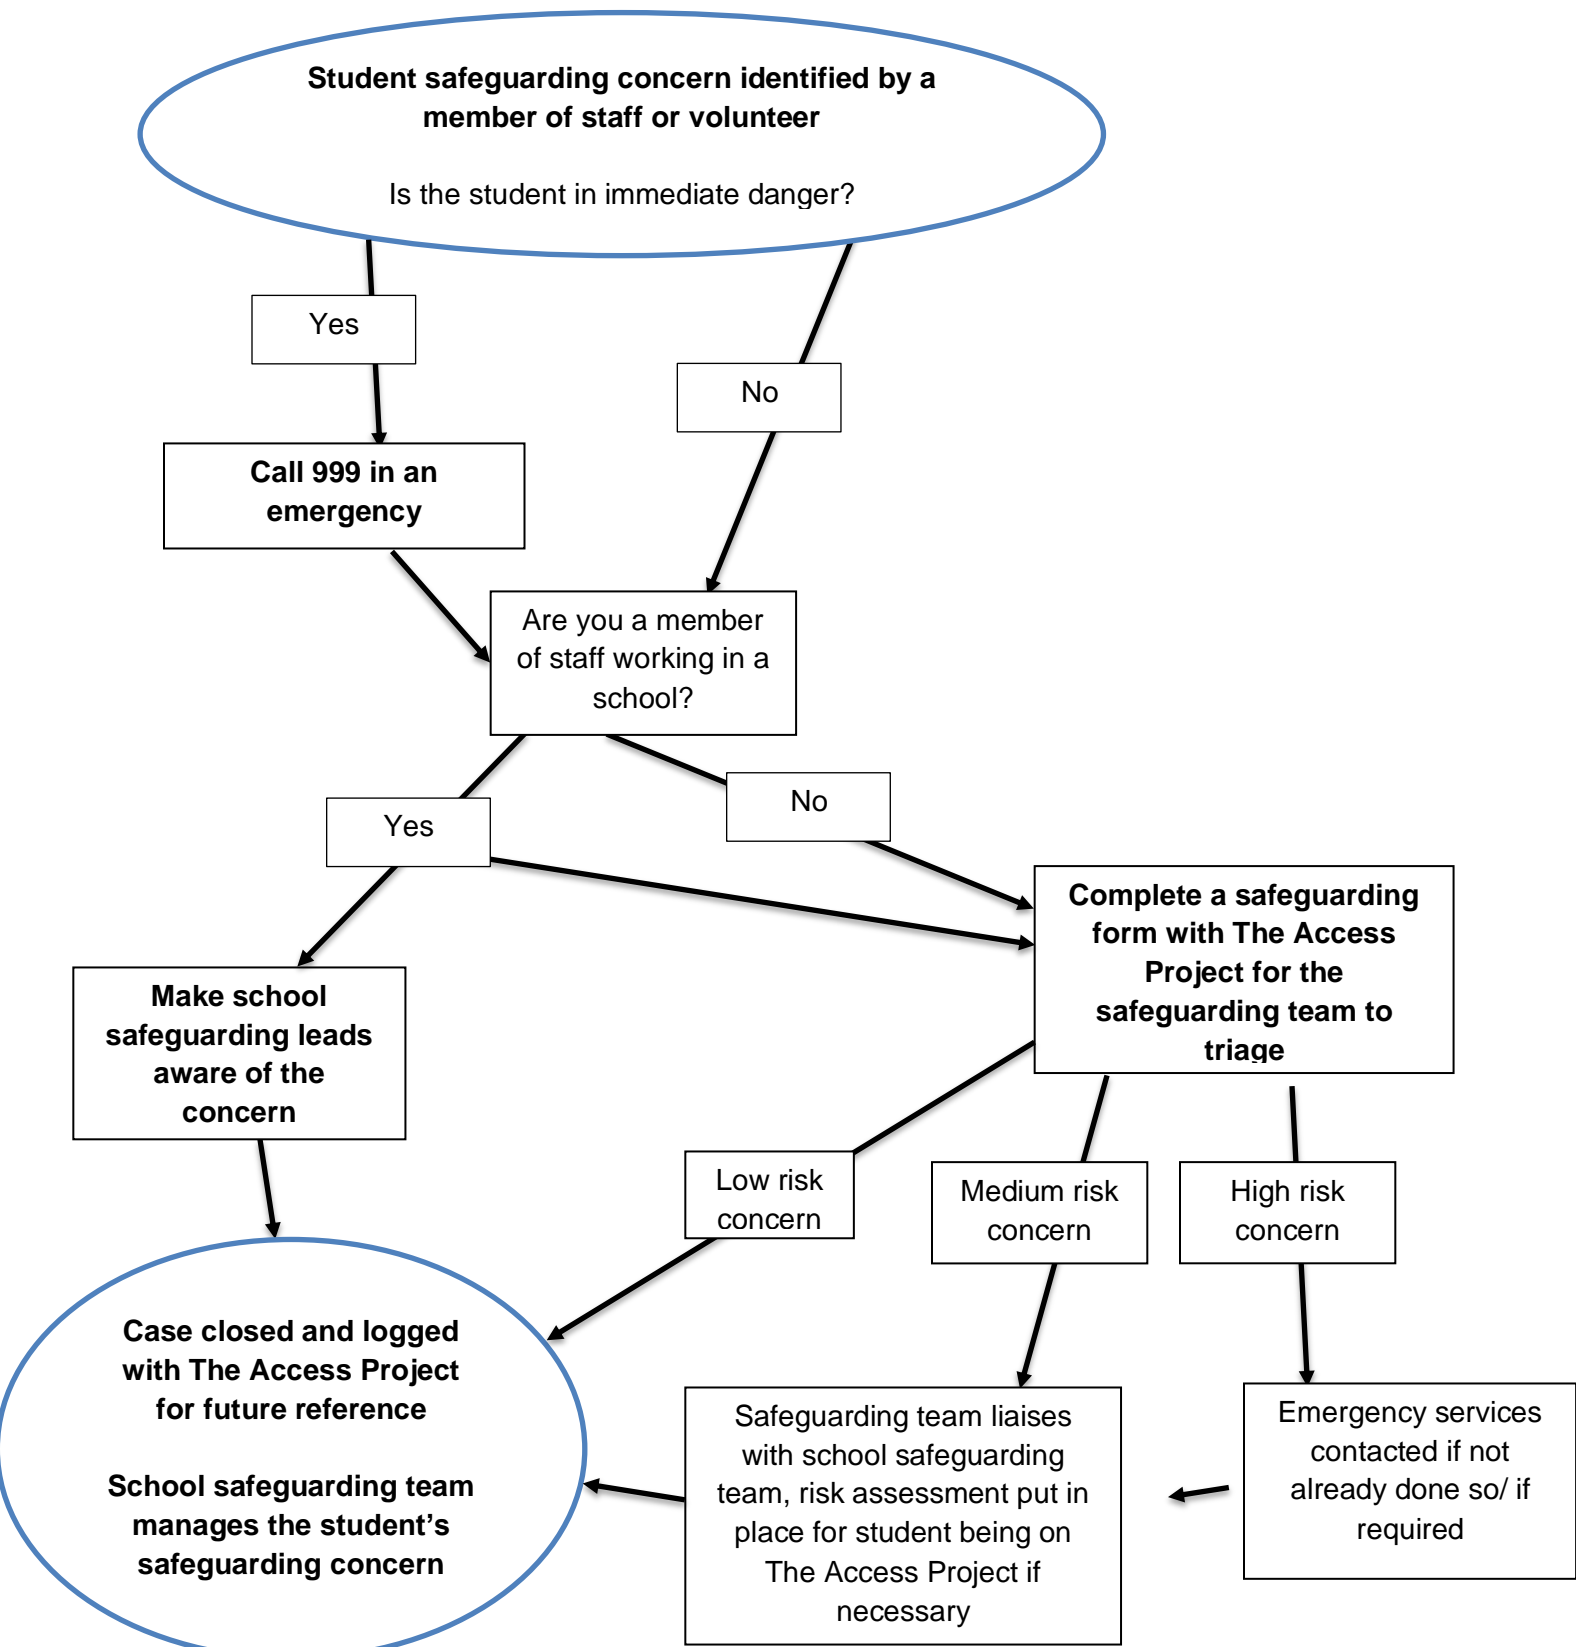 Student safeguarding concern identified by a
member of staff or volunteer
Is the student in immediate danger?
Yes
No
Call 999 in an
emergency
Are you a member
of staff working in a
school?
No
Yes
Complete a safeguarding
form with The Access
Project for the
safeguarding team to
triage
Make school
safeguarding leads
aware of the
concern
Low risk
concern
Medium risk
concern
High risk
concern
Case closed and logged
with The Access Project
for future reference
School safeguarding team
manages the student’s
safeguarding concern
Safeguarding team liaises
with school safeguarding
team, risk assessment put in
place for student being on
The Access Project if
necessary
Emergency services
contacted if not
already done so/ if
required